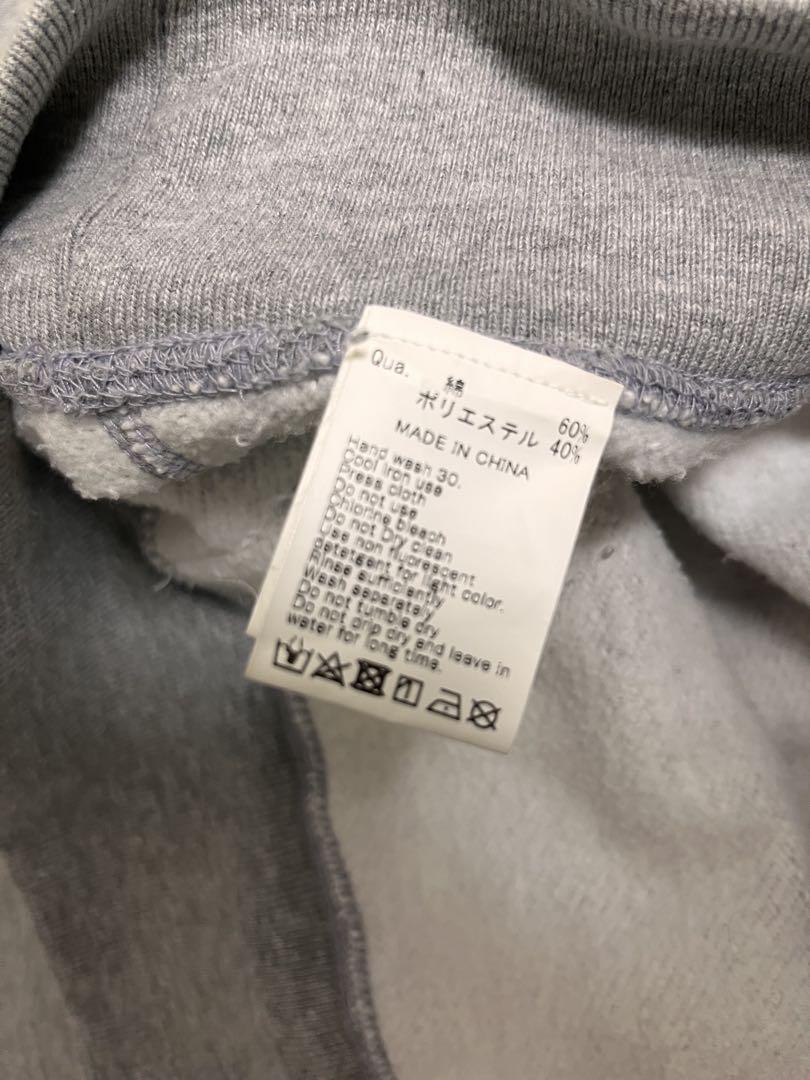 Qua. 綿 60%
ポリエステル 40%
MADE IN CHINA
Hand wash 30.
Cool Iron use
Press cloth
Do not use
Chlorine bleach
Do not Dry clean
Use non fluorescent
detetgent for light color.
Rinse sufficiently
Wash separately
Do not tumble dry
Do not drip dry and leave in
water for long time.